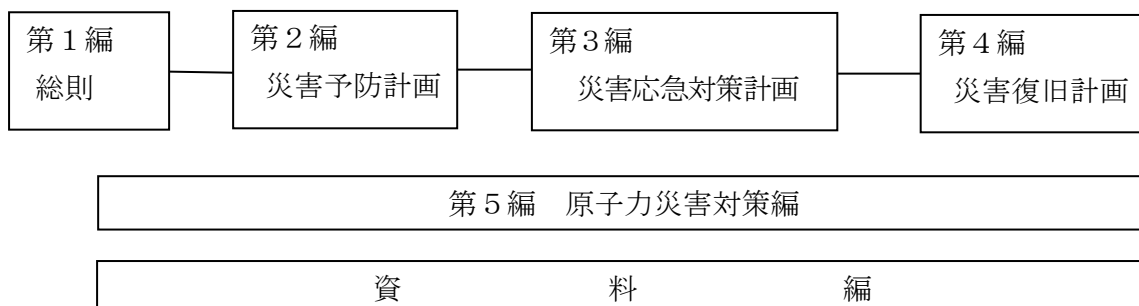 第１編
総則
第２編
災害予防計画
第３編
災害応急対策計画
第４編
災害復旧計画
第５編　原子力災害対策編
資　料　編